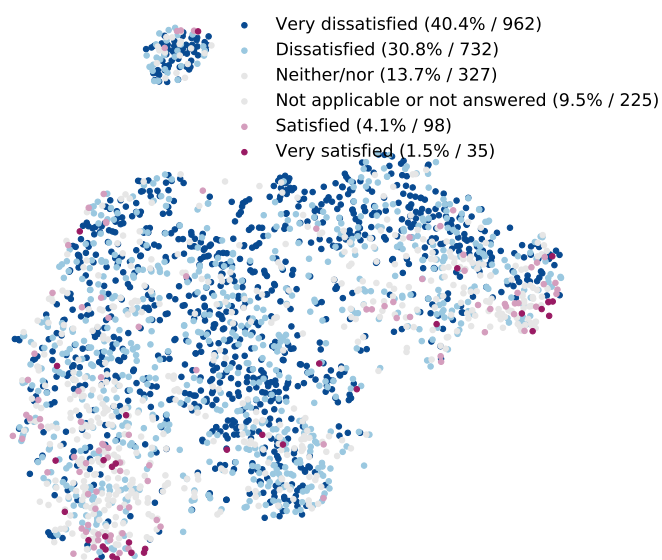 Very dissatisfied (40.4% / 962)
Dissatisfied (30.8% / 732)
Neither/nor (13.7% / 327)
Not applicable or not answered (9.5% / 225)
Satisfied (4.1% / 98)
Very satisfied (1.5% / 35)